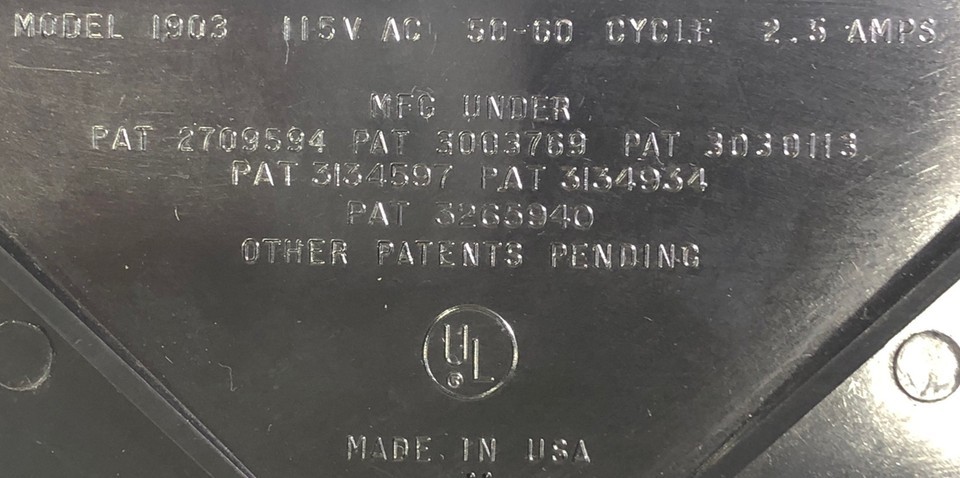 MODEL 1903 115V AC 50-60 CYCLE 2.5 AMPS
MFG UNDER
PAT 2709594 PAT 3003769 PAT 3030113
PAT 3134597 PAT 3134934
PAT 3265940
OTHER PATENTS PENDING
UL
®
MADE IN USA